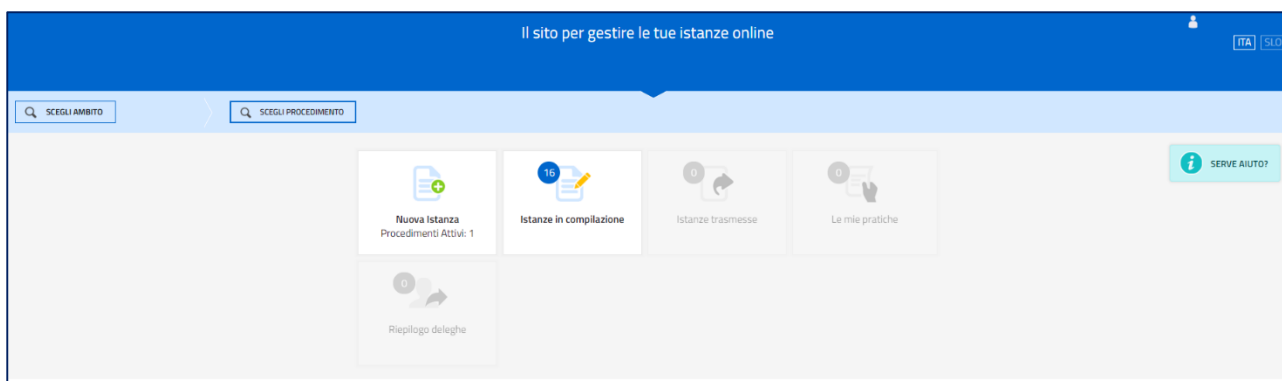 Il sito per gestire le tue istanze online
ITA SLO
SCEGLI AMBITO
SCEGLI PROCEDIMENTO
SERVE AIUTO?
16
0
0
Nuova Istanza
Procedimenti Attivi: 1
Istanze in compilazione
Istanze trasmesse
Le mie pratiche
0
Riepilogo deleghe